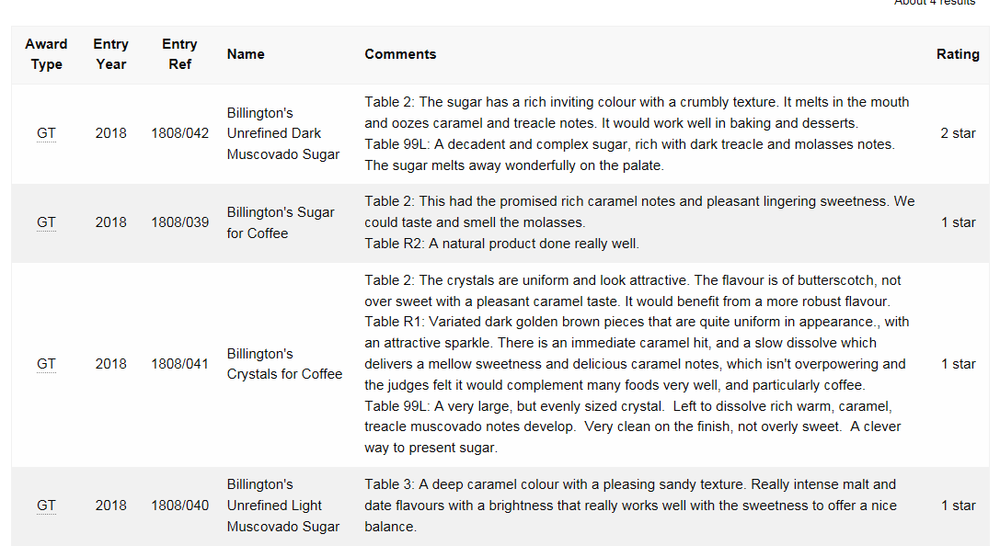 About 4 results
Award Type Entry Year Entry Ref Name Comments Rating
GT 2018 1808/042 Billington's Unrefined Dark Muscovado Sugar
Table 2: The sugar has a rich inviting colour with a crumbly texture. It melts in the mouth
and oozes caramel and treacle notes. It would work well in baking and desserts.
Table 99L: A decadent and complex sugar, rich with dark treacle and molasses notes.
The sugar melts away wonderfully on the palate.
2 star
GT 2018 1808/039 Billington's Sugar for Coffee
Table 2: This had the promised rich caramel notes and pleasant lingering sweetness. We
could taste and smell the molasses.
Table R2: A natural product done really well.
1 star
GT 2018 1808/041 Billington's Crystals for Coffee
Table 2: The crystals are uniform and look attractive. The flavour is of butterscotch, not
over sweet with a pleasant caramel taste. It would benefit from a more robust flavour.
Table R1: Variated dark golden brown pieces that are quite uniform in appearance., with
an attractive sparkle. There is an immediate caramel hit, and a slow dissolve which
delivers a mellow sweetness and delicious caramel notes, which isn't overpowering and
the judges felt it would complement many foods very well, and particularly coffee.
Table 99L: A very large, but evenly sized crystal.  Left to dissolve rich warm, caramel,
treacle muscovado notes develop.  Very clean on the finish, not overly sweet.  A clever
way to present sugar.
1 star
GT 2018 1808/040 Billington's Unrefined Light Muscovado Sugar
Table 3: A deep caramel colour with a pleasing sandy texture. Really intense malt and
date flavours with a brightness that really works well with the sweetness to offer a nice
balance.
1 star